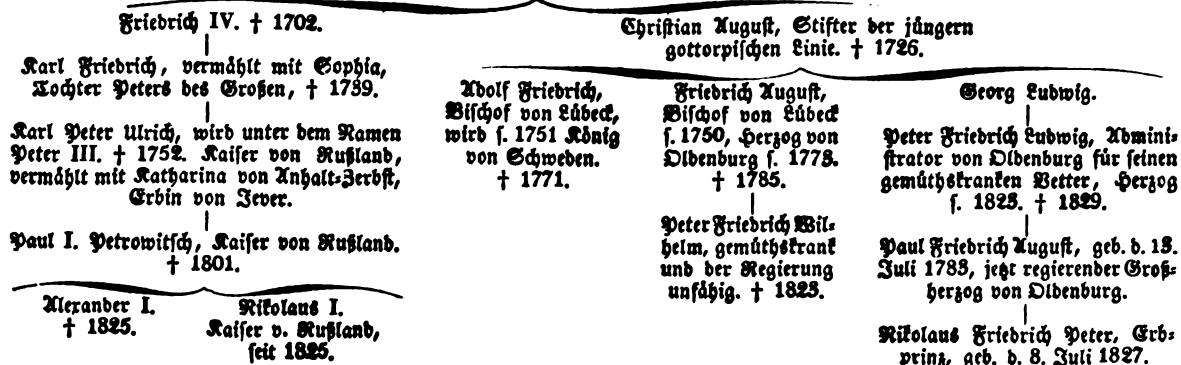 Friedrich IV. † 1702.
Karl Friedrich, vermählt mit Sophia,
Tochter Peters des Großen, † 1739.
Karl Peter Ulrich, wird unter dem Namen
Peter III. † 1752. Kaiser von Rußland,
vermählt mit Katharina von Anhalt-Zerbst,
Erbin von Jever.
Paul I. Petrowitsch, Kaiser von Rußland.
† 1801.
Alexander I.
† 1825.
Nikolaus I.
Kaiser v. Rußland,
seit 1825.
Christian August, Stifter der jüngern
gottorpischen Linie. † 1726.
Adolf Friedrich,
Bischof von Lübeck,
wird s. 1751 König
von Schweden.
† 1771.
Friedrich August,
Bischof von Lübeck
s. 1750, Herzog von
Oldenburg s. 1773.
† 1785.
Peter Friedrich Wil-
helm, gemüthskrank
und der Regierung
unfähig. † 1823.
Georg Ludwig.
Peter Friedrich Ludwig, Admini-
strator von Oldenburg für seinen
gemüthskranken Vetter, Herzog
s. 1823. † 1829.
Paul Friedrich August, geb. d. 13.
Juli 1783, jetzt regierender Groß-
herzog von Oldenburg.
Nikolaus Friedrich Peter, Erb-
prinz, geb. d. 8. Juli 1827.